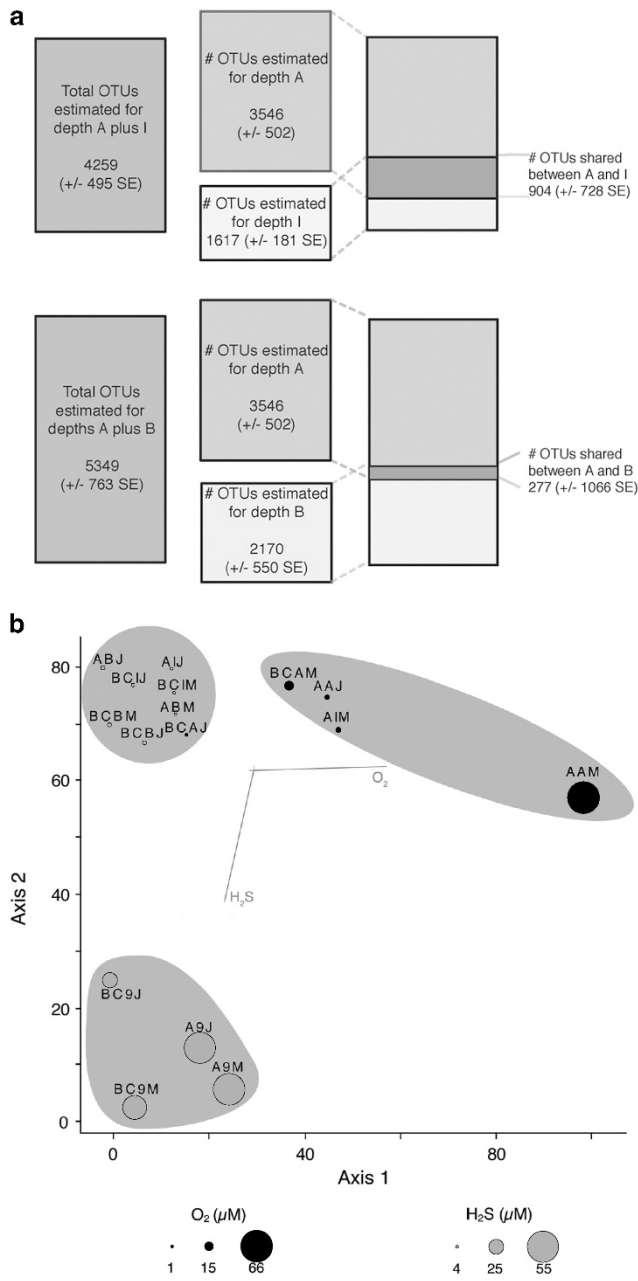 a
Total OTUs
estimated for
depth A plus I
4259
(+/- 495 SE)
# OTUs estimated
for depth A
3546
(+/- 502)
# OTUs estimated
for depth I
1617 (+/- 181 SE)
# OTUs shared
between A and I
904 (+/- 728 SE)
Total OTUs
estimated for
depths A plus B
5349
(+/- 763 SE)
# OTUs estimated
for depth A
3546
(+/- 502)
# OTUs estimated
for depth B
2170
(+/- 550 SE)
# OTUs shared
between A and B
277 (+/- 1066 SE)
b
80
60
40
20
0
Axis 2
ABJ
AIJ
BCIJ
BCIM
BCBM
ABM
BCBJ
BCAJ
BCAM
AAJ
AIM
AAM
O₂
H₂S
BC9J
A9J
A9M
BC9M
0
40
80
Axis 1
O₂ (µM)
1
15
66
H₂S (µM)
4
25
55